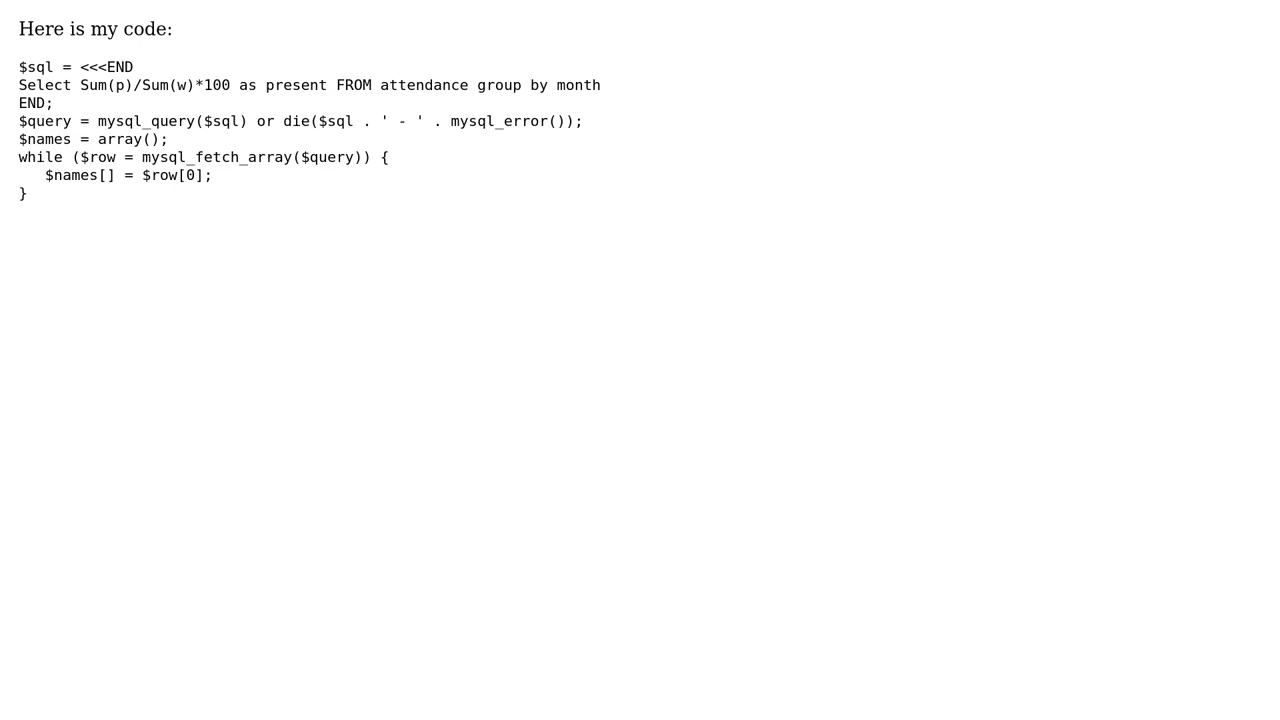 Here is my code:
$sql = <<<END
Select Sum(p)/Sum(w)*100 as present FROM attendance group by month
END;
$query = mysql_query($sql) or die($sql . ' - ' . mysql_error());
$names = array();
while ($row = mysql_fetch_array($query)) {
   $names[] = $row[0];
}